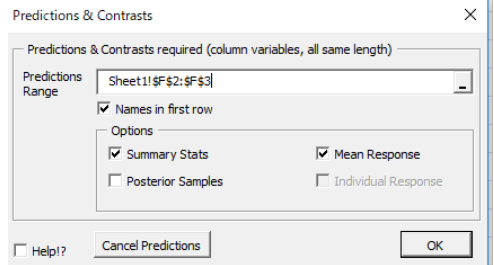 Predictions & Contrasts
Predictions & Contrasts required (column variables, all same length)
Predictions Range
Sheet1!$F$2:$F$3
Names in first row
Options
Summary Stats
Mean Response
Posterior Samples
Individual Response
Help!?
Cancel Predictions
OK